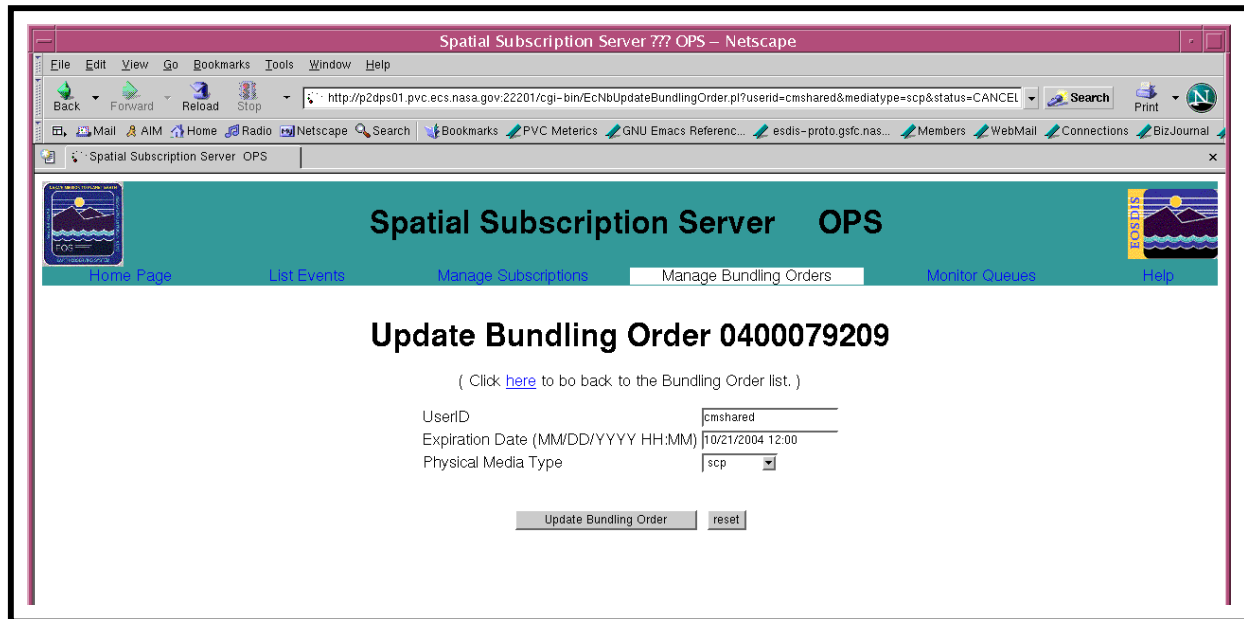 Spatial Subscription Server ??? OPS – Netscape
File Edit View Go Bookmarks Tools Window Help
Back Forward Reload Stop http://p2dps01.pvc.ecs.nasa.gov:22201/cgi-bin/EcNbUpdateBundlingOrder.pl?userid=cmshared&mediatype=scp&status=CANCEL Search Print N
Mail AIM Home Radio Netscape Search Bookmarks PVC Meterics GNU Emacs Referenc... esdis-proto.gsfc.nas... Members WebMail Connections BizJournal
Spatial Subscription Server OPS
EOS
Spatial Subscription Server OPS
EOSDIS
Home Page List Events Manage Subscriptions Manage Bundling Orders Monitor Queues Help
Update Bundling Order 0400079209
( Click here to bo back to the Bundling Order list. )
UserID cmshared
Expiration Date (MM/DD/YYYY HH:MM) 10/21/2004 12:00
Physical Media Type scp
Update Bundling Order reset